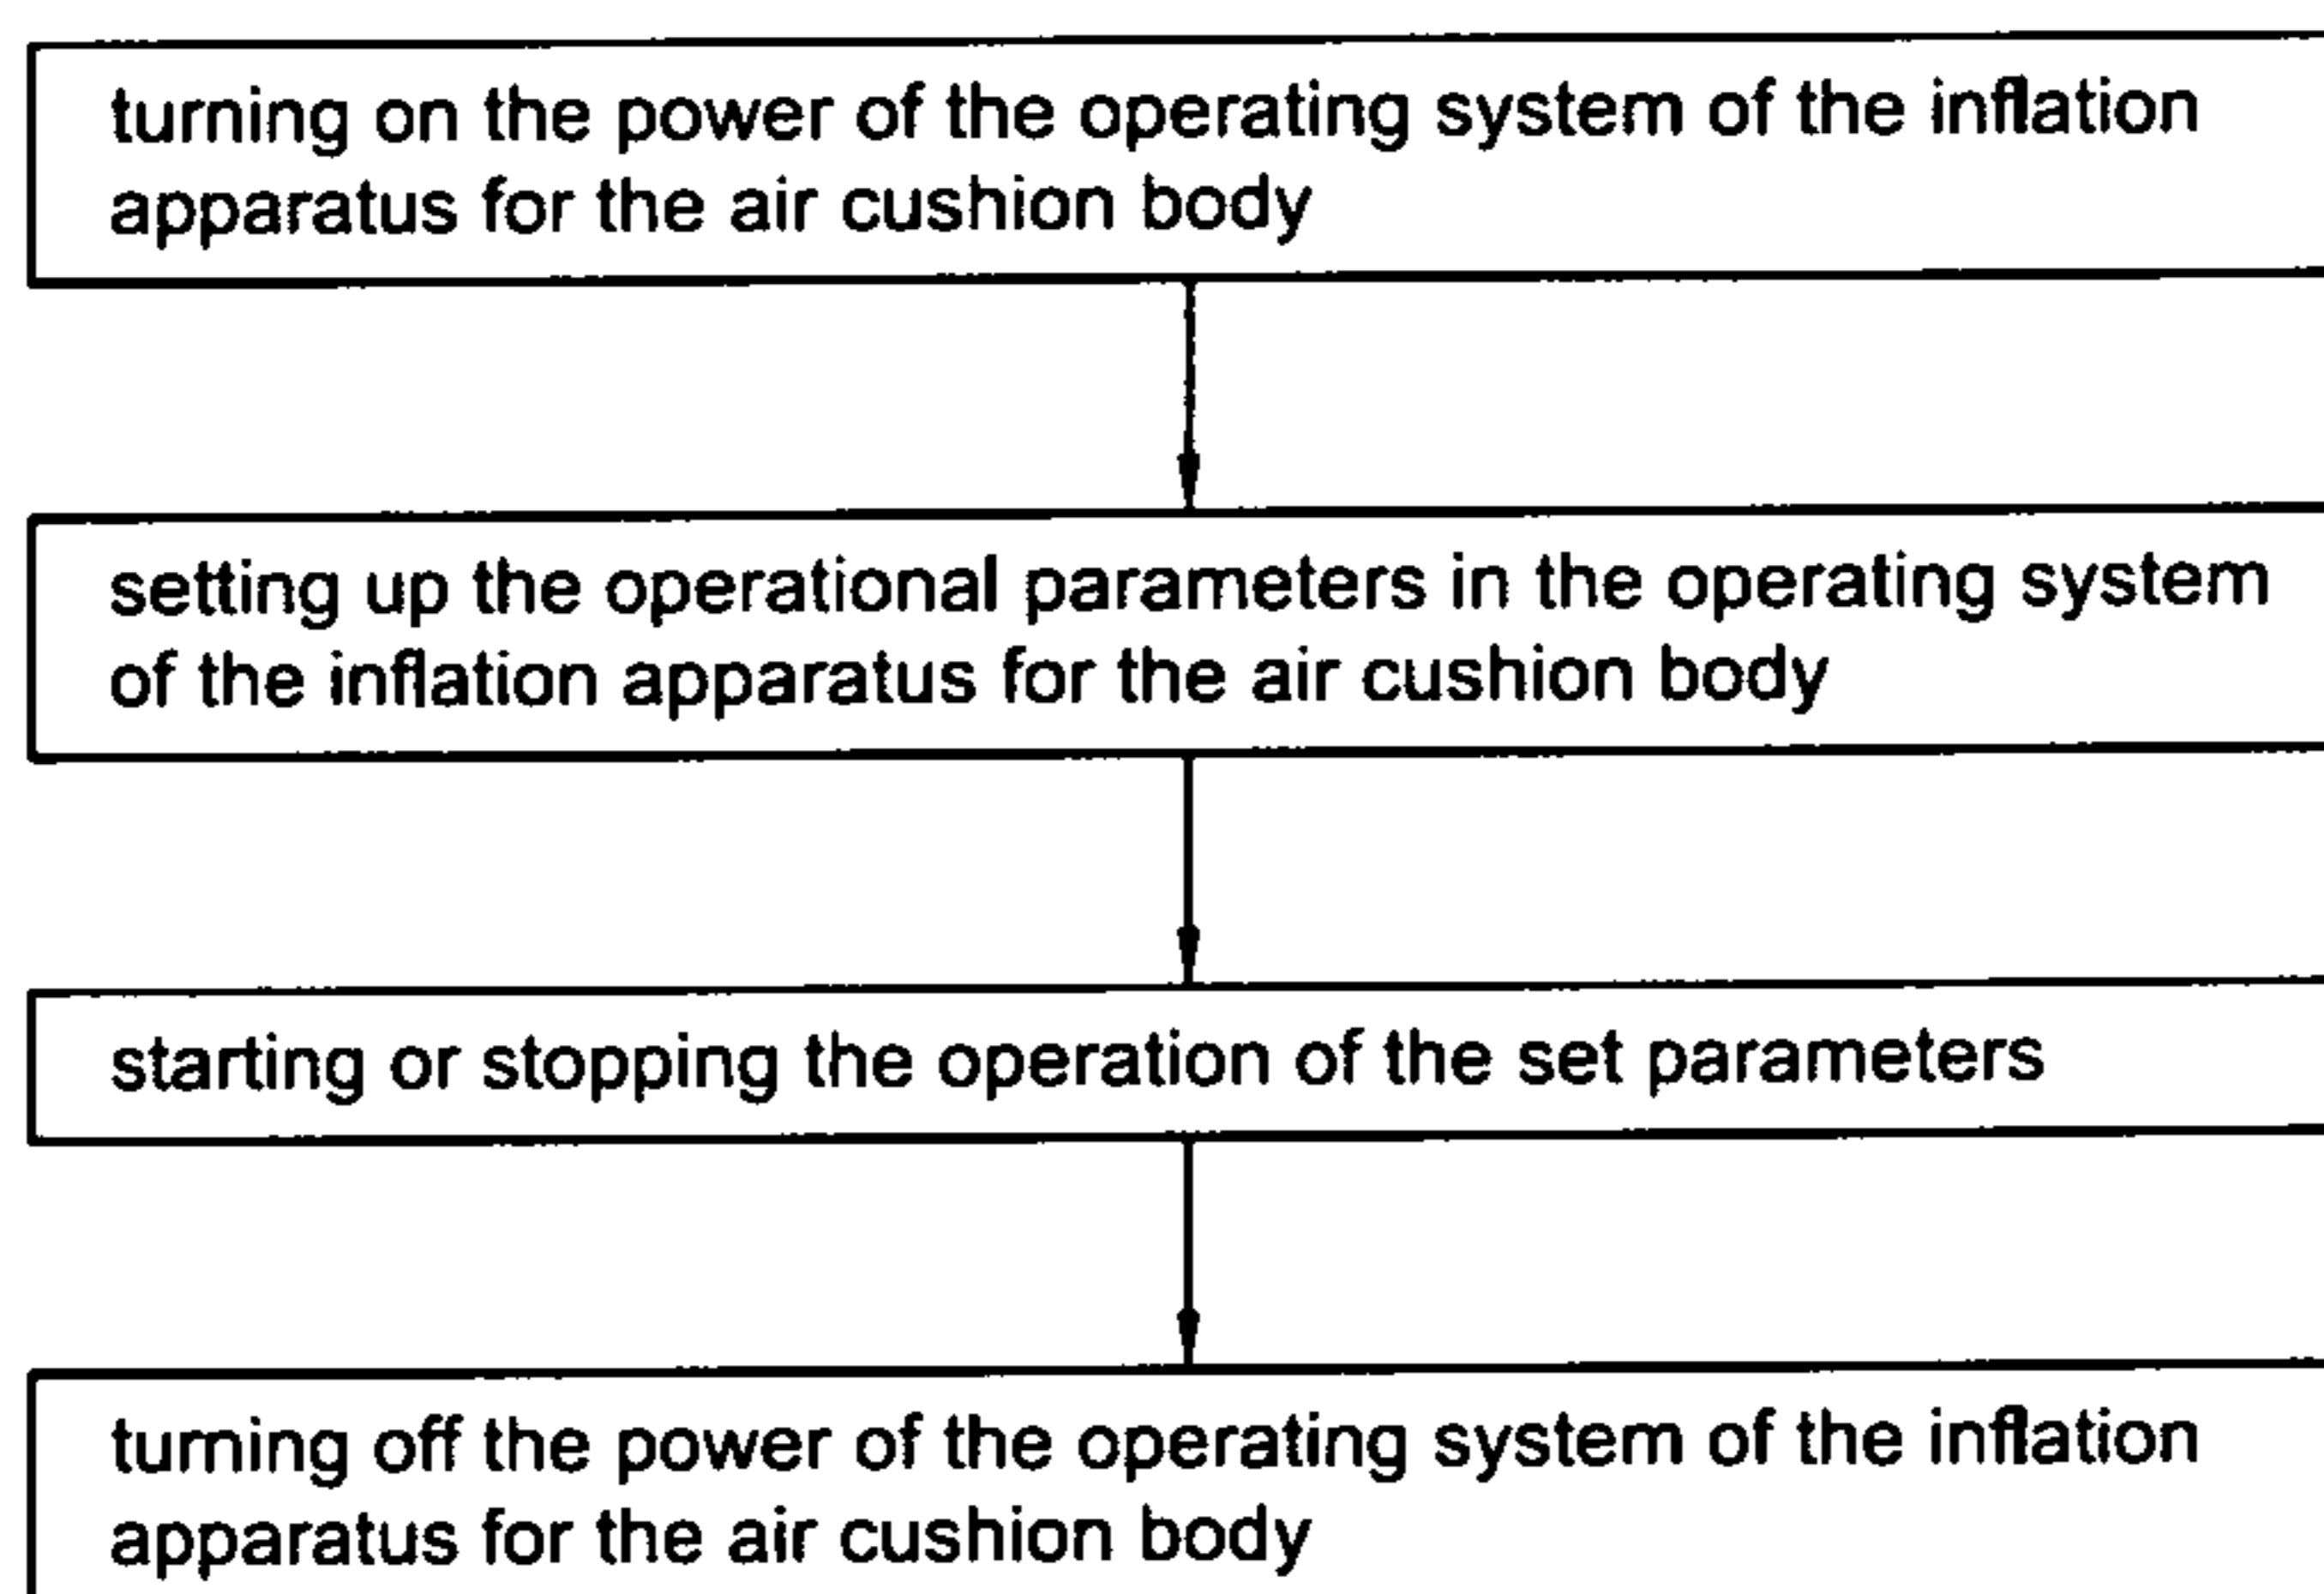 turning on the power of the operating system of the inflation
apparatus for the air cushion body
setting up the operational parameters in the operating system
of the inflation apparatus for the air cushion body
starting or stopping the operation of the set parameters
turning off the power of the operating system of the inflation
apparatus for the air cushion body